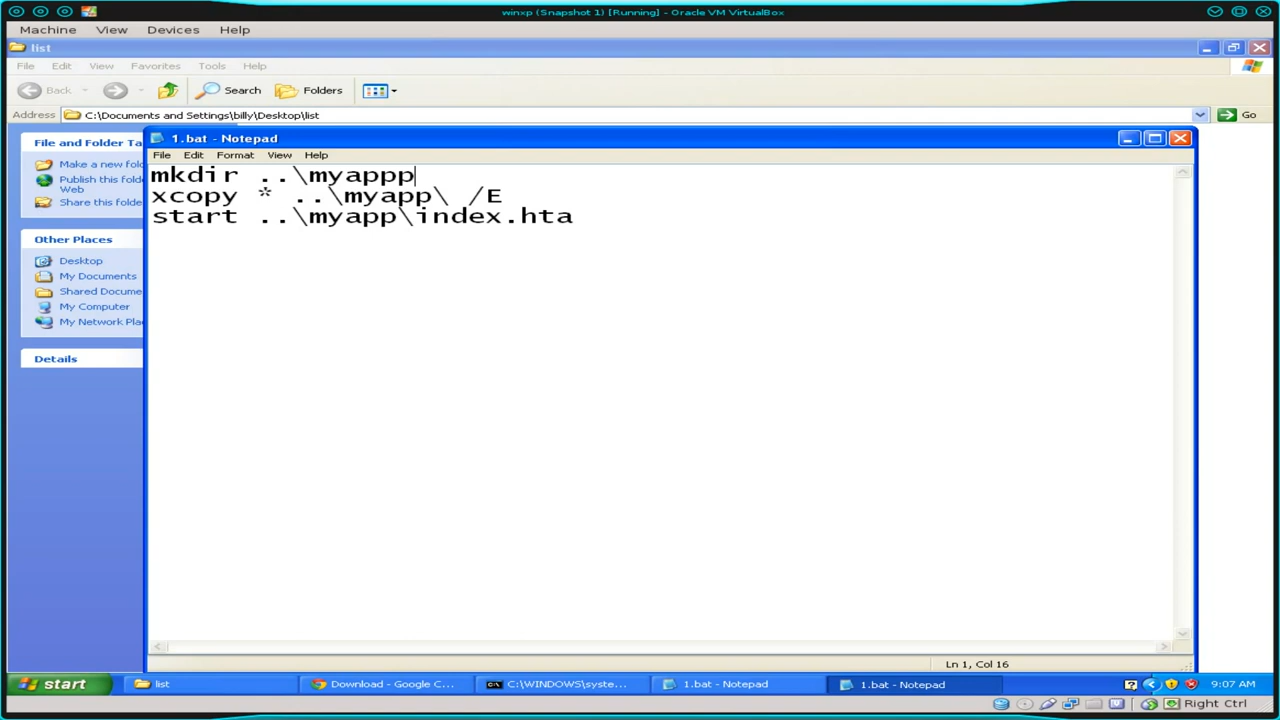 winxp (Snapshot 1) [Running] - Oracle VM VirtualBox
Machine View Devices Help
list
File Edit View Favorites Tools Help
Back Search Folders
Address C:\Documents and Settings\billy\Desktop\list Go
File and Folder Ta
Make a new fold
Publish this folde
Web
Share this folde
Other Places
Desktop
My Documents
Shared Docume
My Computer
My Network Pla
Details
1.bat - Notepad
File Edit Format View Help
mkdir ..\myappp
xcopy * ..\myapp\ /E
start ..\myapp\index.hta
Ln 1, Col 16
start list Download - Google C... C:\WINDOWS\syste... 1.bat - Notepad 1.bat - Notepad 9:07 AM
Right Ctrl